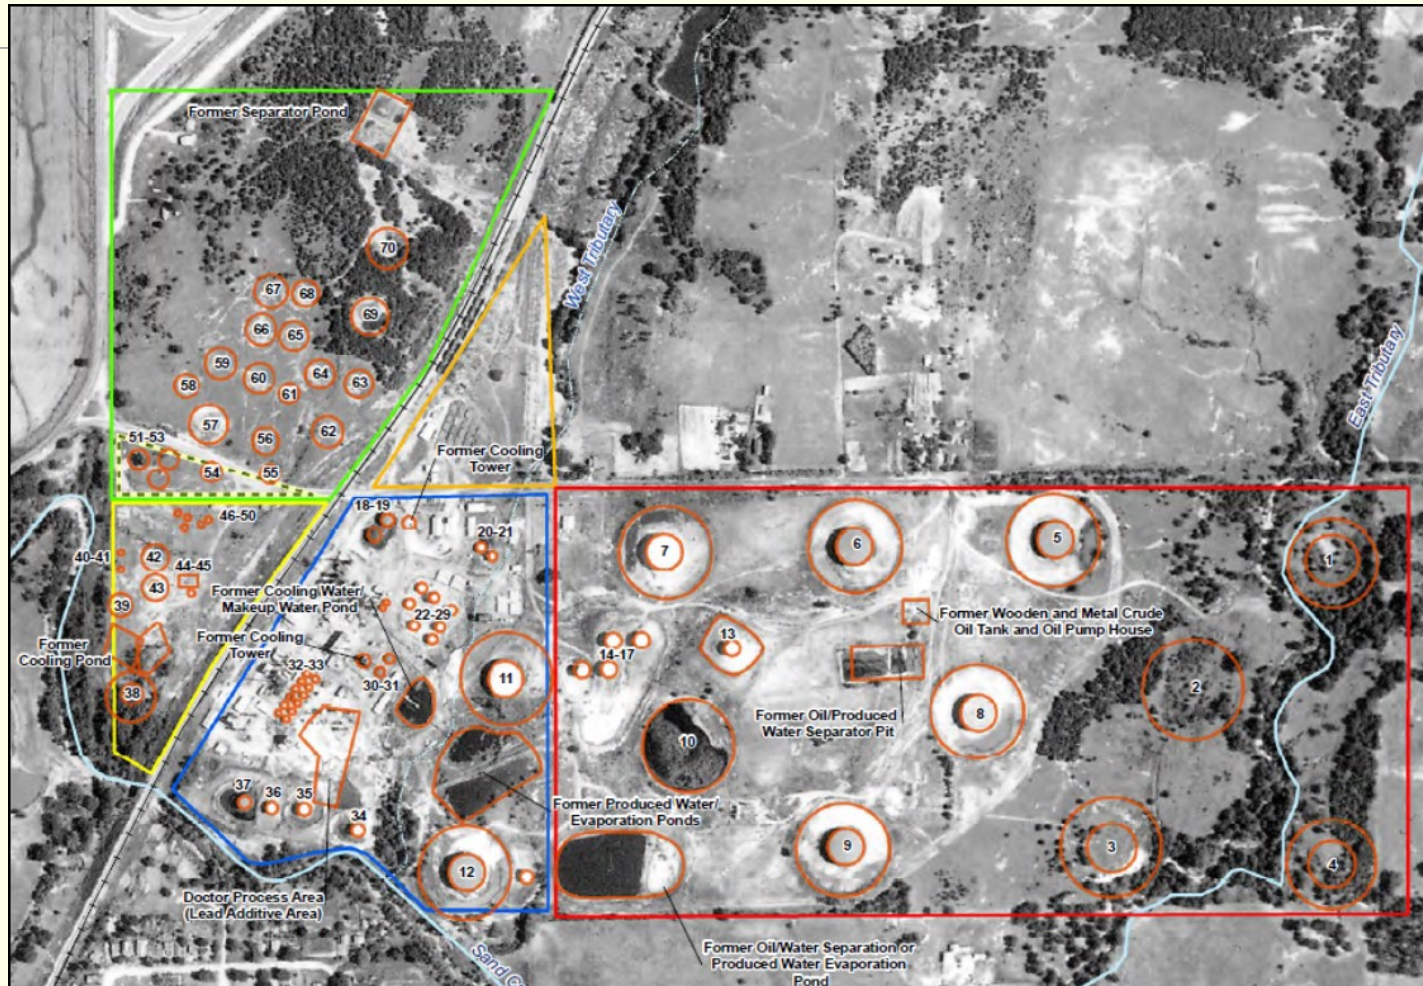 Former Separator Pond
West Tributary
East Tributary
70
67
68
69
66
65
59
60
64
63
58
61
57
56
62
51-53
54
55
Former Cooling
Tower
18-19
46-50
20-21
40-41
42
44-45
43
39
Former Cooling Water/
Makeup Water Pond
22-29
Former
Cooling Pond
Former Cooling
Tower
32-33
30-31
38
11
7
6
5
1
Former Wooden and Metal Crude
Oil Tank and Oil Pump House
13
14-17
2
8
Former Oil/Produced
Water Separator Pit
10
37
36
35
34
Former Produced Water/
Evaporation Ponds
12
9
3
4
Doctor Process Area
(Lead Additive Area)
Former Oil/Water Separation or
Produced Water Evaporation
Pond
Sand C